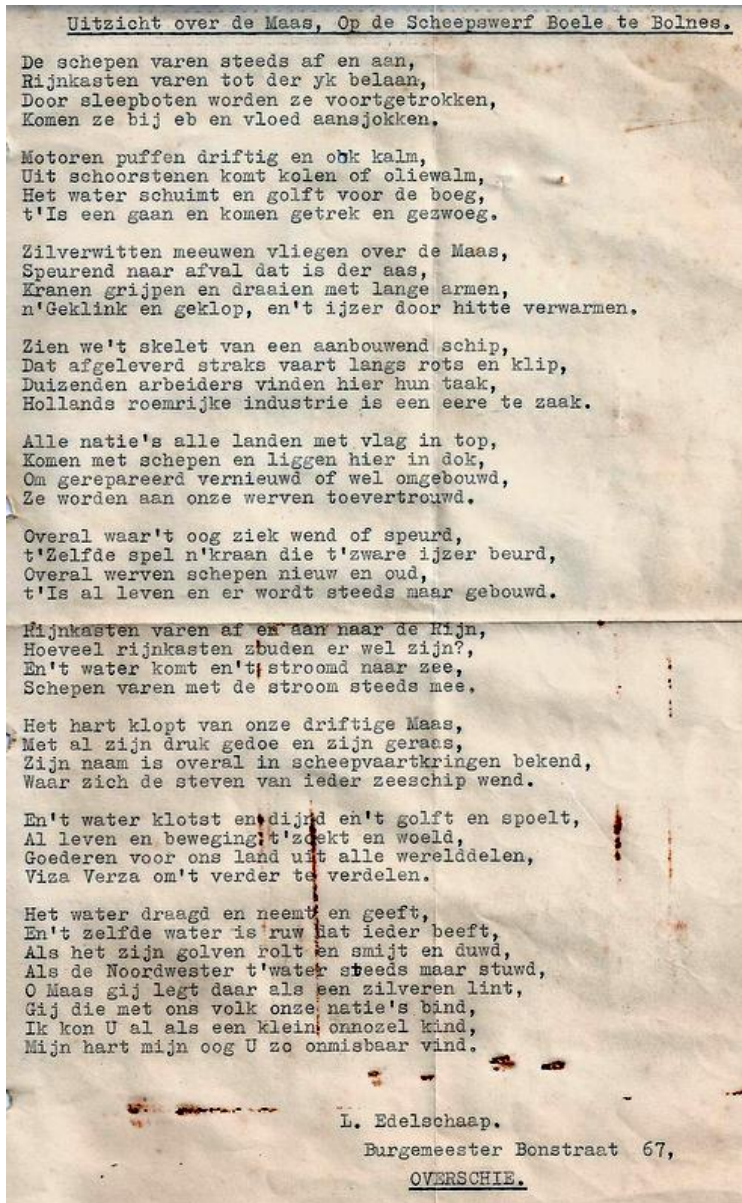 Uitzicht over de Maas, Op de Scheepswerf Boele te Bolnes.
De schepen varen steeds af en aan,
Rijnkasten varen tot der yk belaan,
Door sleepboten worden ze voortgetrokken,
Komen ze bij eb en vloed aansjokken.
Motoren puffen driftig en ook kalm,
Uit schoorstenen komt kolen of oliewalm,
Het water schuimt en golft voor de boeg,
t'Is een gaan en komen getrek en gezwoeg.
Zilverwitten meeuwen vliegen over de Maas,
Speurend naar afval dat is der aas,
Kranen grijpen en draaien met lange armen,
n'Geklink en geklop, en't ijzer door hitte verwarmen.
Zien we't skelet van een aanbouwend schip,
Dat afgeleverd straks vaart langs rots en klip,
Duizenden arbeiders vinden hier hun taak,
Hollands roemrijke industrie is een eere te zaak.
Alle natie's alle landen met vlag in top,
Komen met schepen en liggen hier in dok,
Om gerepareerd vernieuwd of wel omgebouwd,
Ze worden aan onze werven toevertrouwd.
Overal waar't oog ziek wend of speurd,
t'Zelfde spel n'kraan die t'zware ijzer beurd,
Overal werven schepen nieuw en oud,
t'Is al leven en er wordt steeds maar gebouwd.
Rijnkasten varen af en aan naar de Rijn,
Hoeveel rijnkasten zouden er wel zijn?,
En't water komt en't stroomd naar zee,
Schepen varen met de stroom steeds mee.
Het hart klopt van onze driftige Maas,
Met al zijn druk gedoe en zijn geraas,
Zijn naam is overal in scheepvaartkringen bekend,
Waar zich de steven van ieder zeeschip wend.
En't water klotst en dijnd en't golft en spoelt,
Al leven en beweging t'zoekt en woeld,
Goederen voor ons land uit alle werelddelen,
Viza Verza om't verder te verdelen.
Het water draagd en neemt en geeft,
En't zelfde water is ruw dat ieder beeft,
Als het zijn golven rolt en smijt en duwd,
Als de Noordwester t'water steeds maar stuwd,
O Maas gij legt daar als een zilveren lint,
Gij die met ons volk onze natie's bind,
Ik kon U al als een klein onnozel kind,
Mijn hart mijn oog U zo onmisbaar vind.
L. Edelschaap.
Burgemeester Bonstraat 67,
OVERSCHIE.